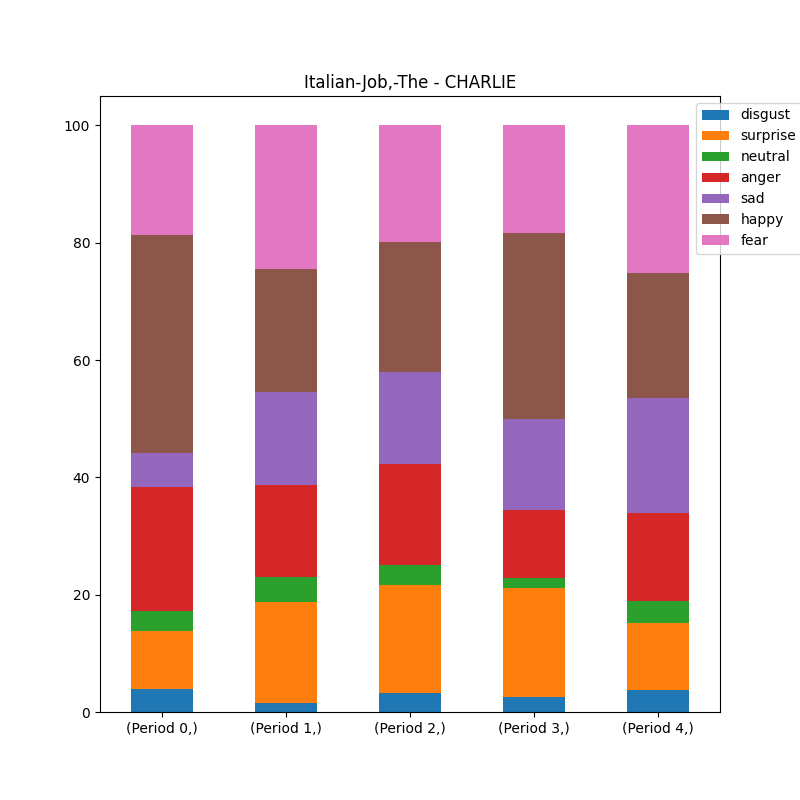 Italian-Job,-The - CHARLIE
disgust
surprise
neutral
anger
sad
happy
fear
100
80
60
40
20
0
(Period 0,) (Period 1,) (Period 2,) (Period 3,) (Period 4,)